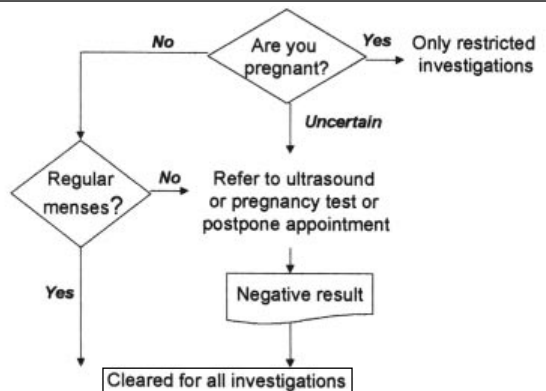 No
Are you
pregnant?
Yes
Only restricted
investigations
Uncertain
Regular
menses?
No
Refer to ultrasound
or pregnancy test or
postpone appointment
Yes
Negative result
Cleared for all investigations